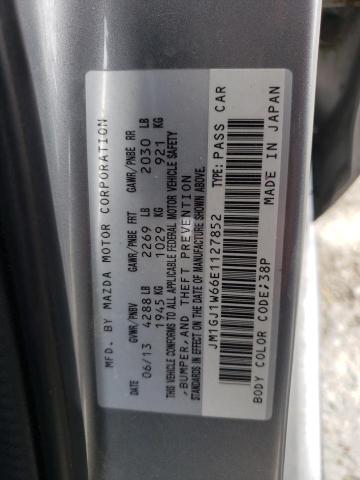 MFD. BY MAZDA MOTOR CORPORATION
GVWR/PNBV GAWR/PNBE FRT GAWR/PNBE RR
DATE
06/13 4288 LB 2269 LB 2030 LB
1945 KG 1029 KG 921 KG
THIS VEHICLE CONFORMS TO ALL APPLICABLE FEDERAL MOTOR VEHICLE SAFETY
,BUMPER,AND THEFT PREVENTION
STANDARDS IN EFFECT ON THE DATE OF MANUFACTURE SHOWN ABOVE.
JM1GJ1W66E1127852 TYPE: PASS CAR
BODY COLOR CODE;38P MADE IN JAPAN